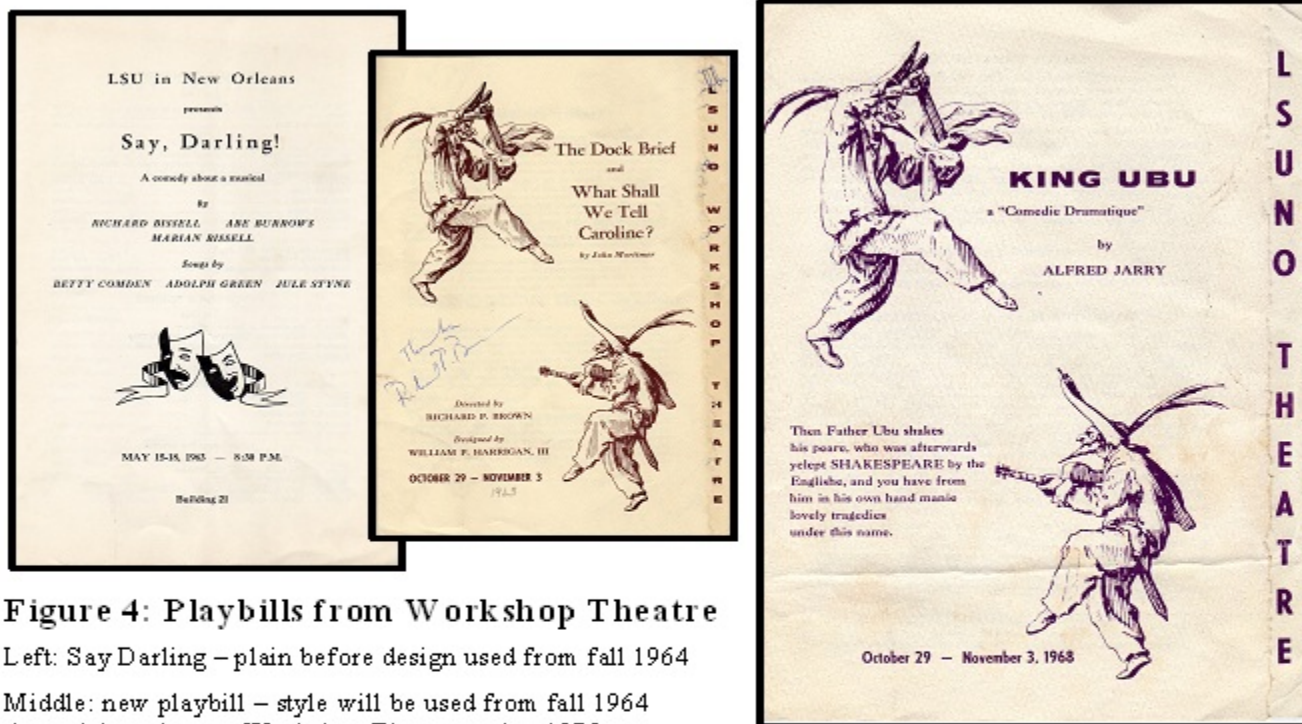 LSU in New Orleans
presents
Say, Darling!
A comedy about a musical
By
RICHARD BISSELL ABE BURROWS
MARIAN BISSELL
Songs by
BETTY COMDEN ADOLPH GREEN JULE STYNE
MAY 15-18, 1963 — 8:30 P.M.
Building 21
The Dock Brief
and
What Shall
We Tell
Caroline?
by John Mortimer
Directed by
RICHARD P. BROWN
Designed by
WILLIAM F. HARRIGAN, III
OCTOBER 29 — NOVEMBER 3
LSUNO WORKSHOP THEATRE
KING UBU
a "Comedie Dramatique"
by
ALFRED JARRY
Then Father Ubu shakes
his peare, who was afterwards
yelept SHAKESPEARE by the
Englishe, and you have from
him in his own hand manie
lovely tragedies
under this name.
October 29 — November 3, 1968
LSUNO THEATRE
Figure 4: Playbills from Workshop Theatre
Left: Say Darling – plain before design used from fall 1964
Middle: new playbill – style will be used from fall 1964